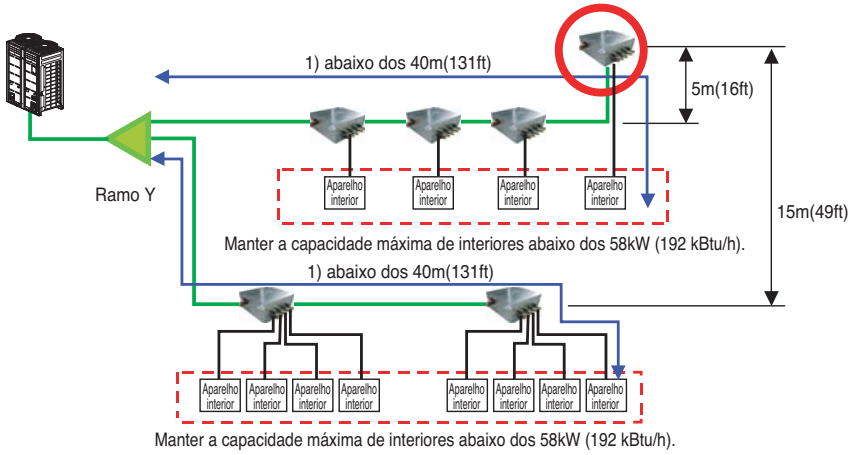 1) abaixo dos 40m(131ft)
5m(16ft)
Ramo Y
Aparelho
interior
Aparelho
interior
Aparelho
interior
Aparelho
interior
15m(49ft)
Manter a capacidade máxima de interiores abaixo dos 58kW (192 kBtu/h).
1) abaixo dos 40m(131ft)
Aparelho
interior
Aparelho
interior
Aparelho
interior
Aparelho
interior
Aparelho
interior
Aparelho
interior
Aparelho
interior
Aparelho
interior
Manter a capacidade máxima de interiores abaixo dos 58kW (192 kBtu/h).